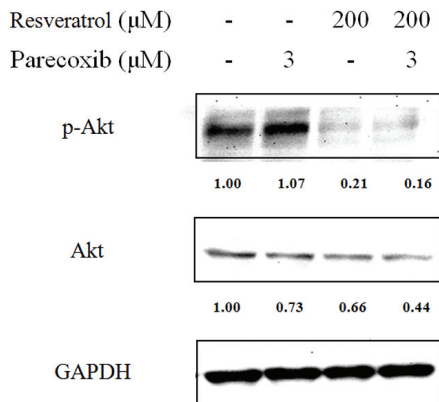 Resveratrol (μM) - - 200 200
Parecoxib (μM) - 3 - 3
p-Akt
1.00 1.07 0.21 0.16
Akt
1.00 0.73 0.66 0.44
GAPDH